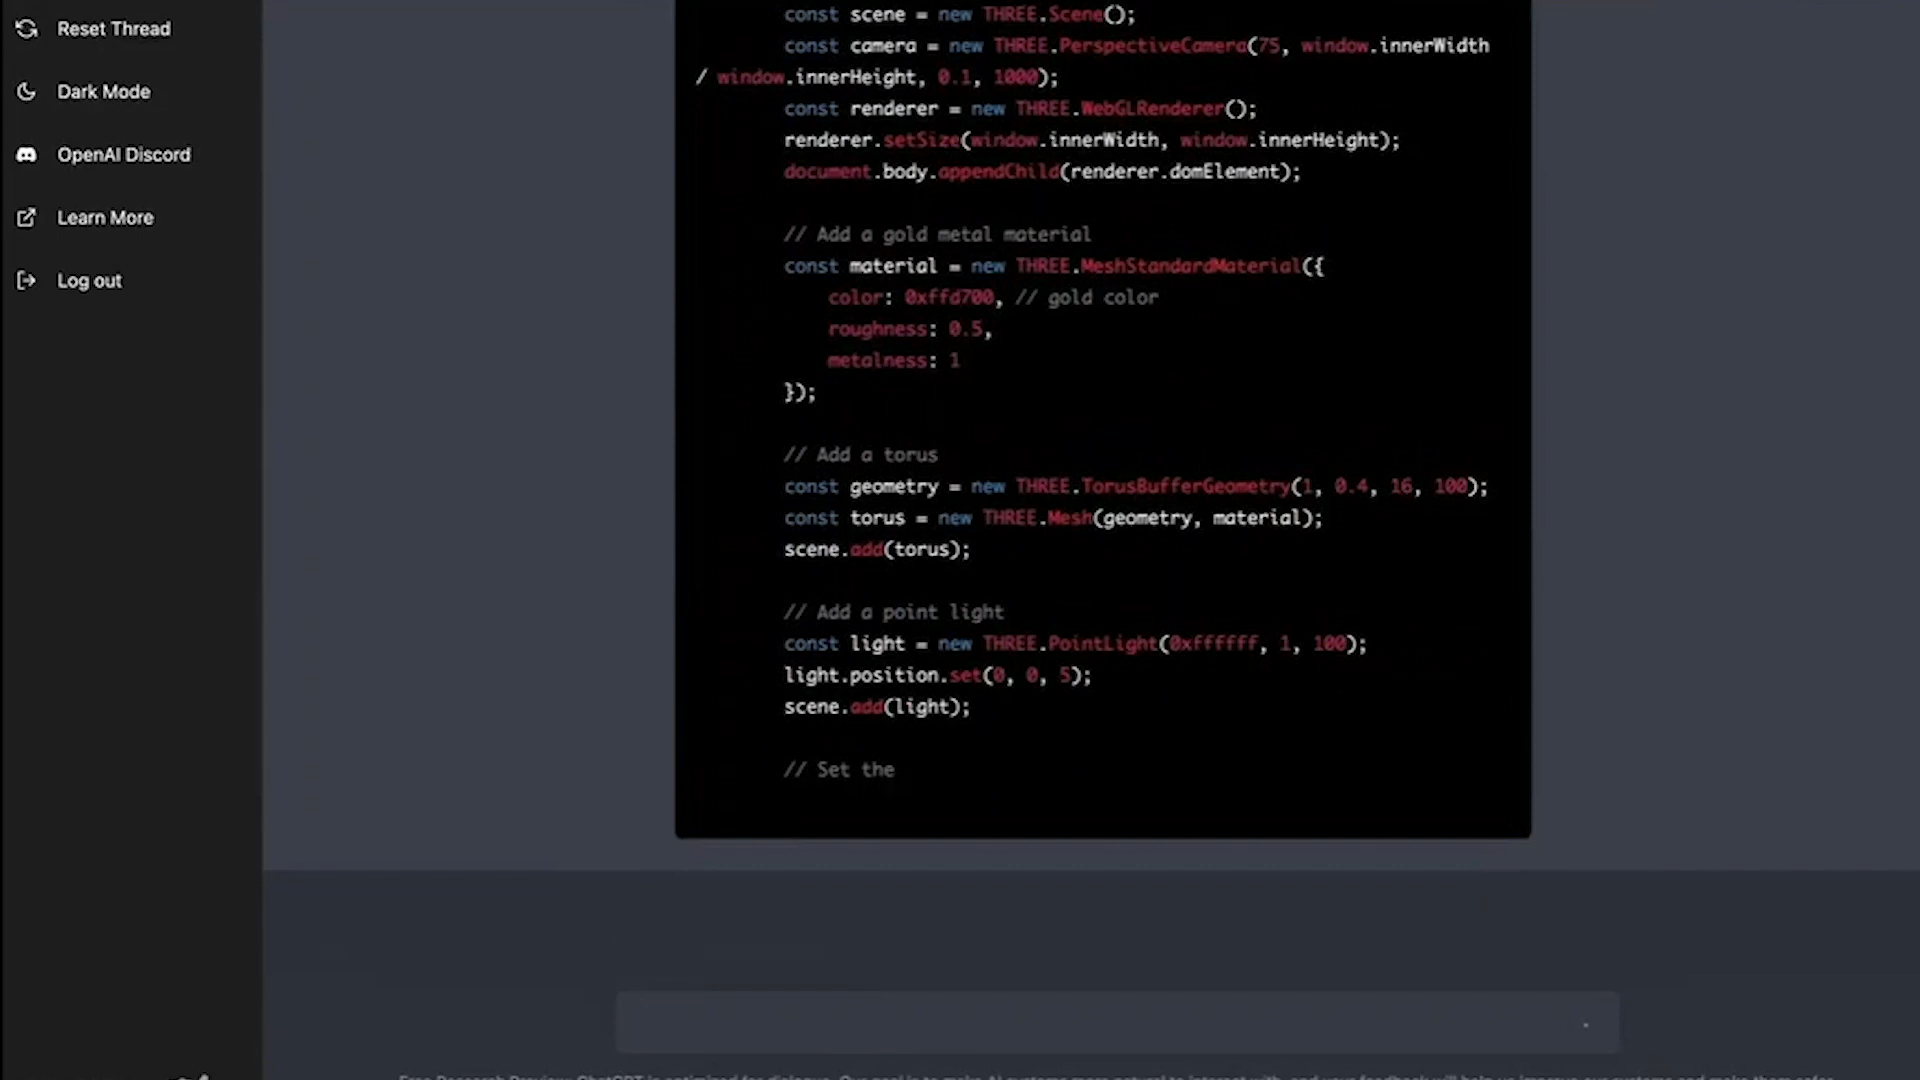 Reset Thread
Dark Mode
OpenAI Discord
Learn More
Log out
const scene = new THREE.Scene();
const camera = new THREE.PerspectiveCamera(75, window.innerWidth
/ window.innerHeight, 0.1, 1000);
const renderer = new THREE.WebGLRenderer();
renderer.setSize(window.innerWidth, window.innerHeight);
document.body.appendChild(renderer.domElement);
// Add a gold metal material
const material = new THREE.MeshStandardMaterial({
color: 0xffd700, // gold color
roughness: 0.5,
metalness: 1
});
// Add a torus
const geometry = new THREE.TorusBufferGeometry(1, 0.4, 16, 100);
const torus = new THREE.Mesh(geometry, material);
scene.add(torus);
// Add a point light
const light = new THREE.PointLight(0xffffff, 1, 100);
light.position.set(0, 0, 5);
scene.add(light);
// Set the